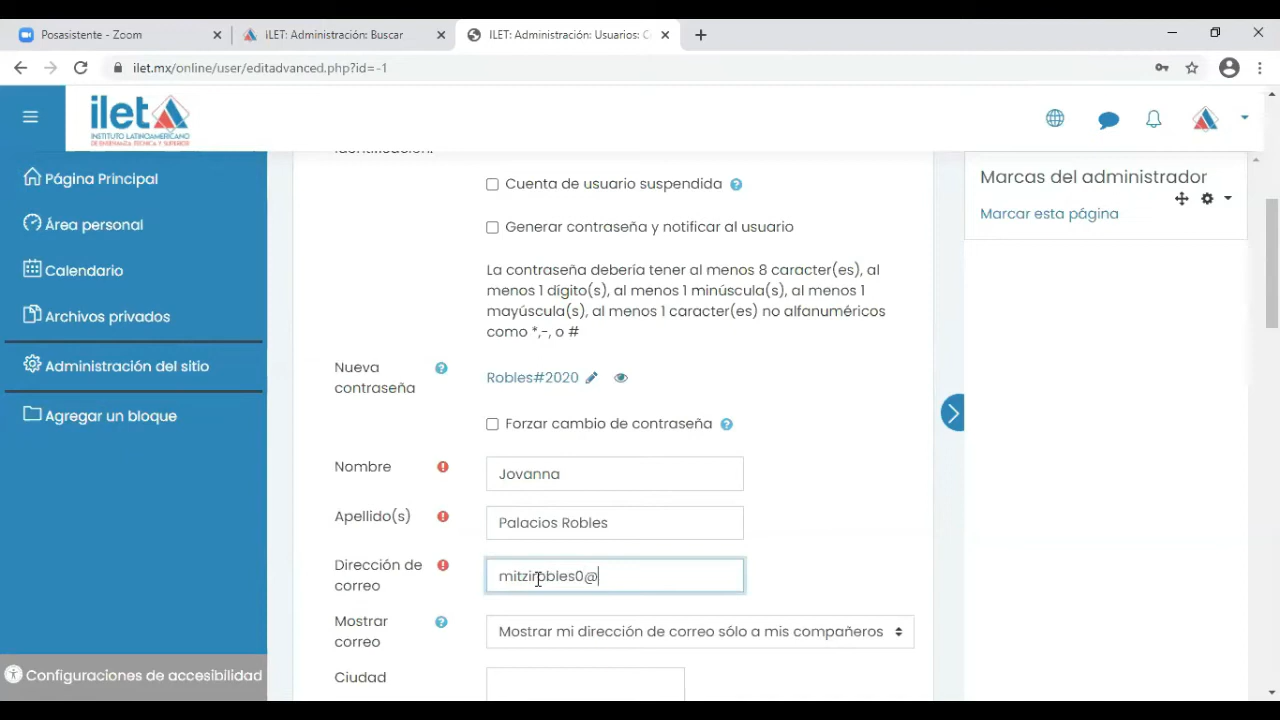 Posasistente - Zoom
ILET: Administración: Buscar
ILET: Administración: Usuarios: C
ilet.mx/online/user/editadvanced.php?id=-1
ilet
INSTITUTO LATINOAMERICANO
DE ENSEÑANZA TÉCNICA Y SUPERIOR
Página Principal
Área personal
Calendario
Archivos privados
Administración del sitio
Agregar un bloque
Configuraciones de accesibilidad
identificación:
Cuenta de usuario suspendida
Generar contraseña y notificar al usuario
La contraseña debería tener al menos 8 caracter(es), al
menos 1 dígito(s), al menos 1 minúscula(s), al menos 1
mayúscula(s), al menos 1 caracter(es) no alfanuméricos
como *,-, o #
Nueva
contraseña
Robles#2020
Forzar cambio de contraseña
Nombre
Jovanna
Apellido(s)
Palacios Robles
Dirección de
correo
mitzirobles0@
Mostrar
correo
Mostrar mi dirección de correo sólo a mis compañeros
Ciudad
Marcas del administrador
Marcar esta página